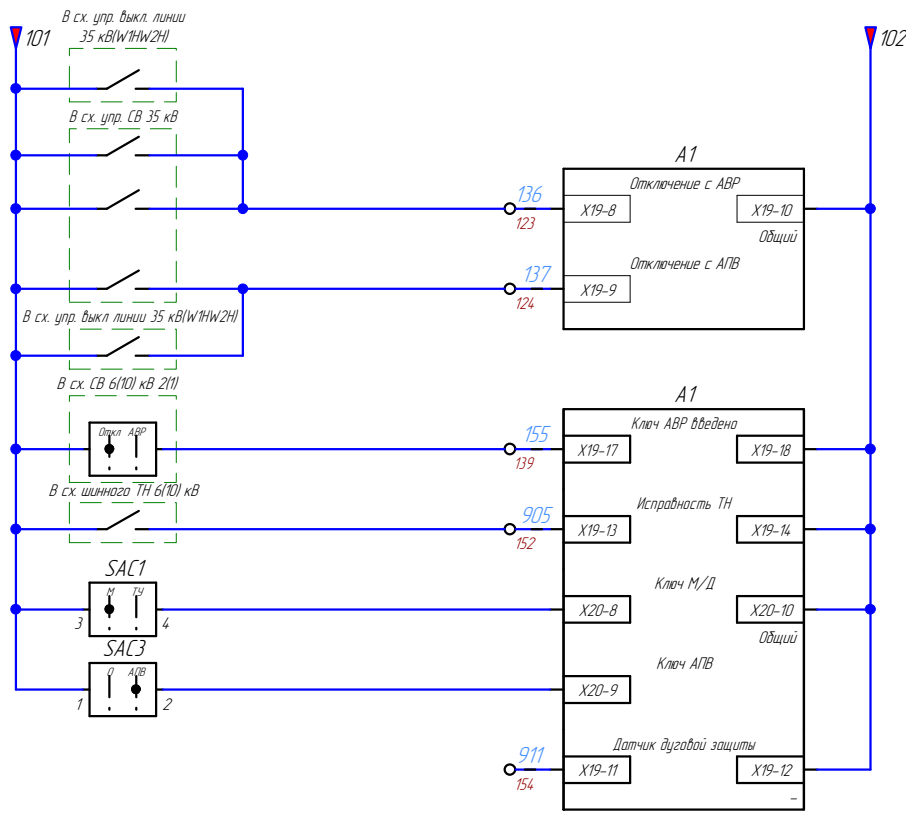 101
В сх. упр. выкл. линии
35 кВ(W1HW2H)
102
В сх. упр. СВ 35 кВ
А1
Отключение с АВР
136
123
X19-8
X19-10
Общий
Отключение с АПВ
137
124
X19-9
В сх. упр. выкл линии 35 кВ(W1HW2H)
В сх. СВ 6(10) кВ 2(1)
А1
Откл АВР
Ключ АВР введено
155
139
X19-17
X19-18
В сх. шинного ТН 6(10) кВ
Исправность ТН
905
152
X19-13
X19-14
SAC1
М ТУ
3
4
Ключ М/Д
X20-8
X20-10
Общий
SAC3
О АПВ
1
2
Ключ АПВ
X20-9
Датчик дуговой защиты
911
154
X19-11
X19-12
–